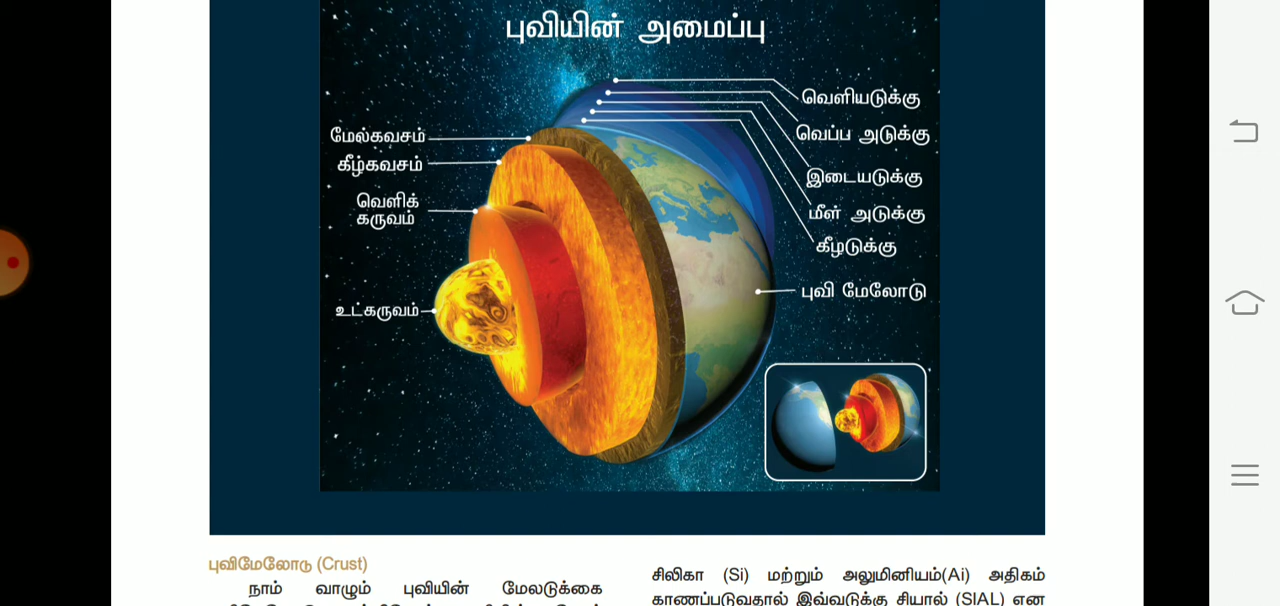 புவியின் அமைப்பு
வெளியடுக்கு
வெப்ப அடுக்கு
இடையடுக்கு
மீள் அடுக்கு
கீழடுக்கு
புவி மேலோடு
மேல்கவசம்
கீழ்கவசம்
வெளிக்
கருவம்
உட்கருவம்
புவிமேலோடு (Crust)
நாம் வாழும் புவியின் மேலடுக்கை
சிலிகா (Si) மற்றும் அலுமினியம்(Ai) அதிகம்
காணப்படுவதால் இவ்வடுக்கு சியால் (SIAL) என